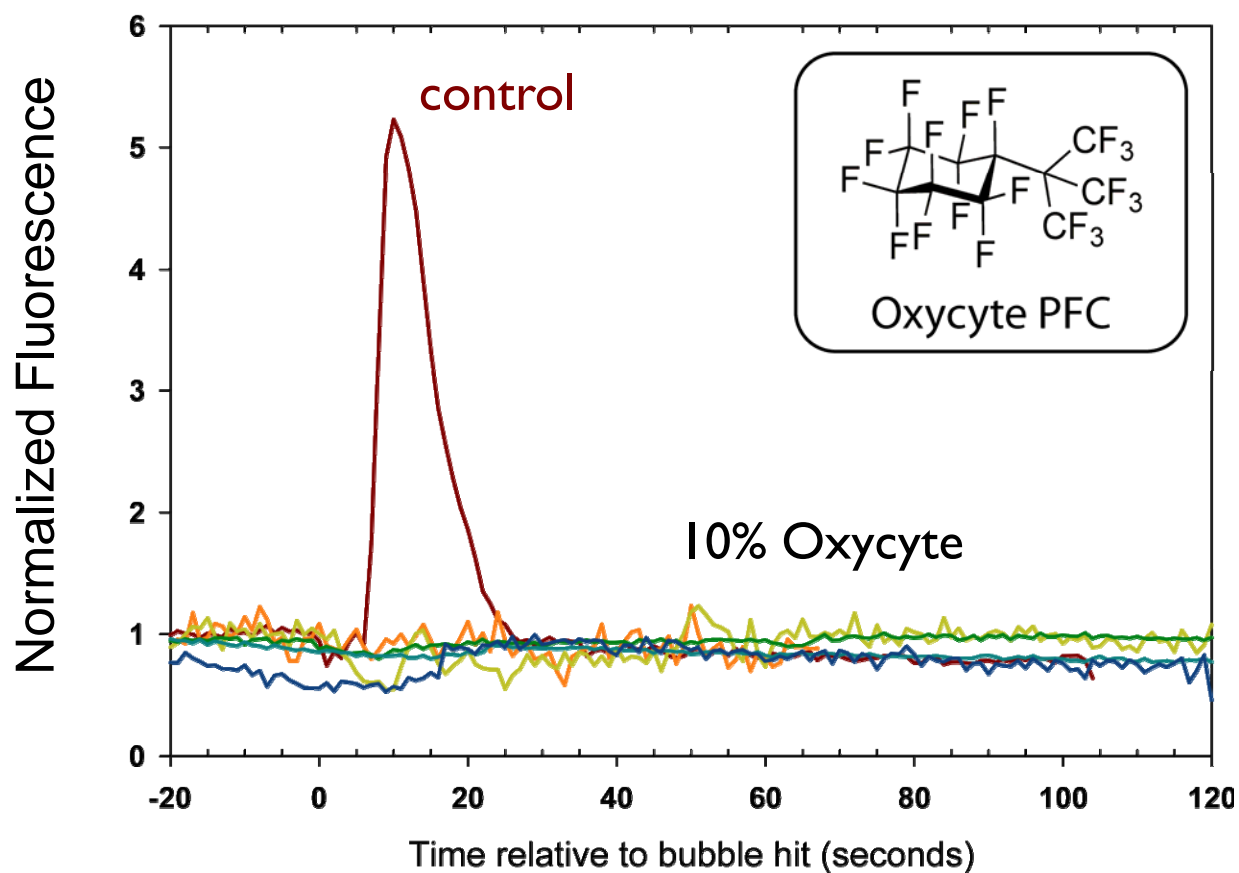 Normalized Fluorescence
6
5
4
3
2
1
0
control
10% Oxycyte
F
F
F
F
F
F
F
F
F
F
F
CF3
CF3
CF3
Oxycyte PFC
-20
0
20
40
60
80
100
120
Time relative to bubble hit (seconds)